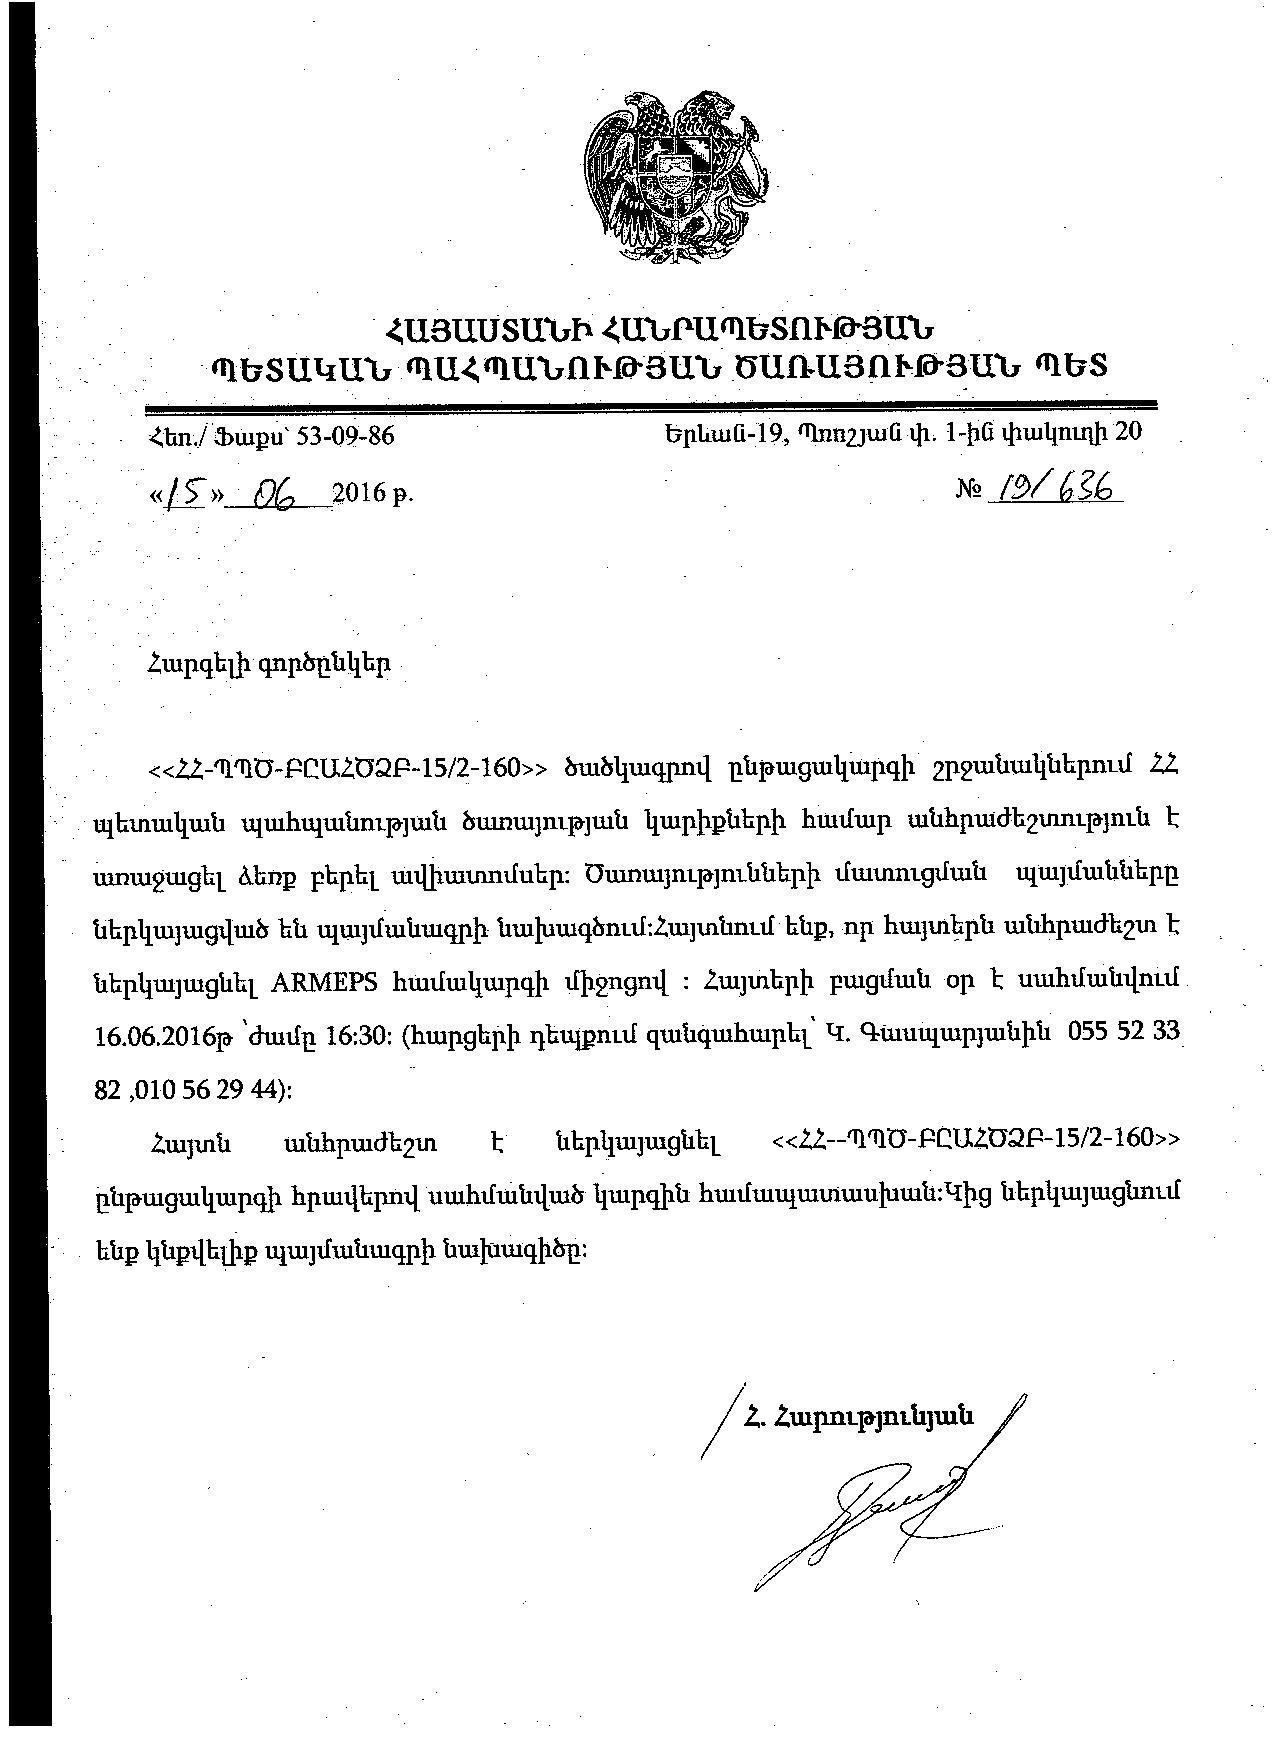 ՀԱՅԱՍՏԱՆԻ ՀԱՆՐԱՊԵՏՈՒԹՅԱՆ
ՊԵՏԱԿԱՆ ՊԱՀՊԱՆՈՒԹՅԱՆ ԾԱՌԱՅՈՒԹՅԱՆ ՊԵՏ
Հեռ./ Ֆաքս՝ 53-09-86 Երևան-19, Պռոշյան փ. 1-ին փակուղի 20
«15» 06 2016 թ. № 19/636
Հարգելի գործընկեր
<<ՀՀ-ՊՊԾ-ԲԸԱՀԾՁԲ-15/2-160>> ծածկագրով ընթացակարգի շրջանակներում ՀՀ
պետական պահպանության ծառայության կարիքների համար անհրաժեշտություն է
առաջացել ձեռք բերել ավիատոմսեր: Ծառայությունների մատուցման պայմանները
ներկայացված են պայմանագրի նախագծում:Հայտնում ենք, որ հայտերն անհրաժեշտ է
ներկայացնել ARMEPS համակարգի միջոցով : Հայտերի բացման օր է սահմանվում
16.06.2016թ ՝ժամը 16:30: (հարցերի դեպքում զանգահարել՝ Կ. Գասպարյանին 055 52 33
82 ,010 56 29 44):
Հայտն անհրաժեշտ է ներկայացնել <<ՀՀ--ՊՊԾ-ԲԸԱՀԾՁԲ-15/2-160>>
ընթացակարգի հրավերով սահմանված կարգին համապատասխան:Կից ներկայացնում
ենք կնքվելիք պայմանագրի նախագիծը:
Հ. Հարությունյան